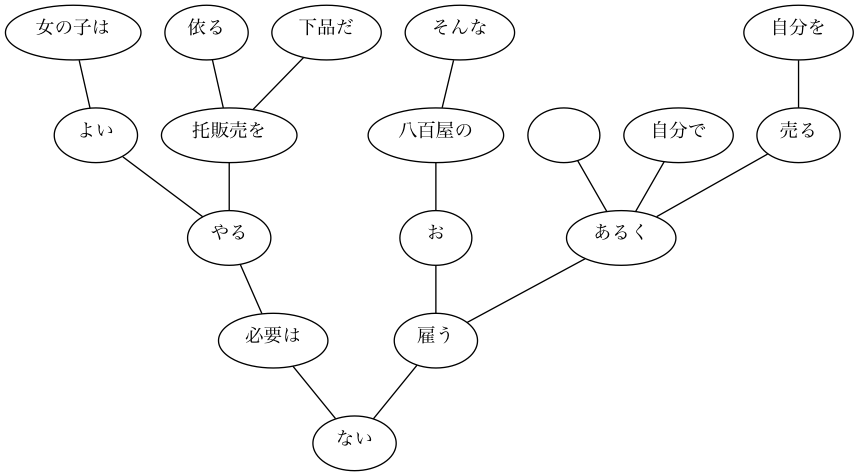 女の子は
依る
下品だ
そんな
自分を
よい
托販売を
八百屋の
自分で
売る
やる
お
あるく
必要は
雇う
ない